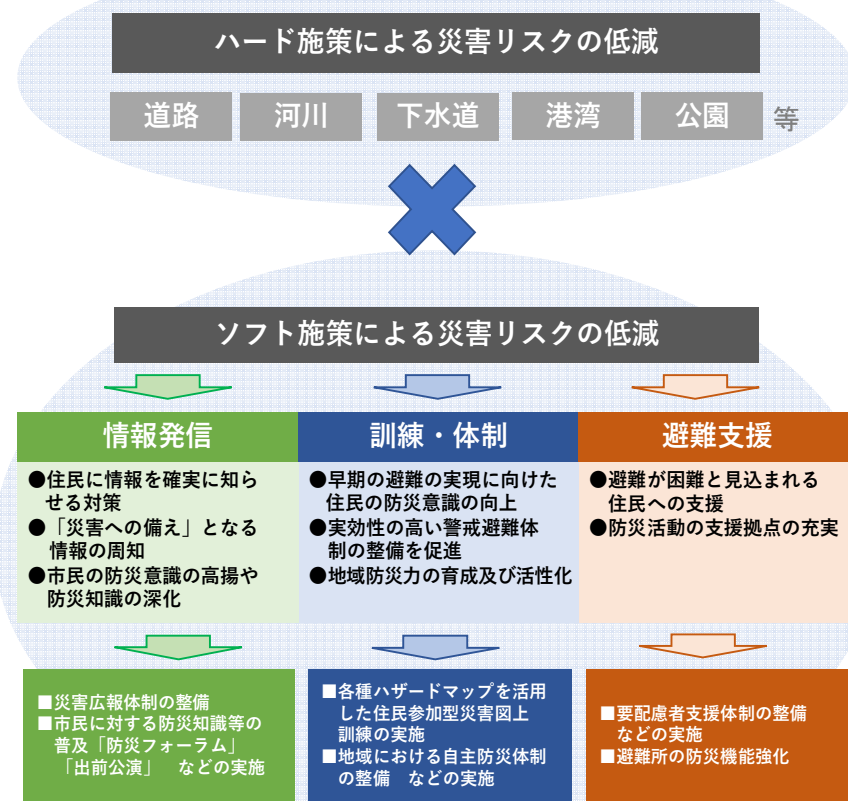 ハード施策による災害リスクの低減
道路 河川 下水道 港湾 公園 等
ソフト施策による災害リスクの低減
情報発信
●住民に情報を確実に知ら
せる対策
●「災害への備え」となる
情報の周知
●市民の防災意識の高揚や
防災知識の深化
■災害広報体制の整備
■市民に対する防災知識等の
普及「防災フォーラム」
「出前公演」 などの実施
訓練・体制
●早期の避難の実現に向けた
住民の防災意識の向上
●実効性の高い警戒避難体
制の整備を促進
●地域防災力の育成及び活性化
■各種ハザードマップを活用
した住民参加型災害図上
訓練の実施
■地域における自主防災体制
の整備 などの実施
避難支援
●避難が困難と見込まれる
住民への支援
●防災活動の支援拠点の充実
■要配慮者支援体制の整備
などの実施
■避難所の防災機能強化